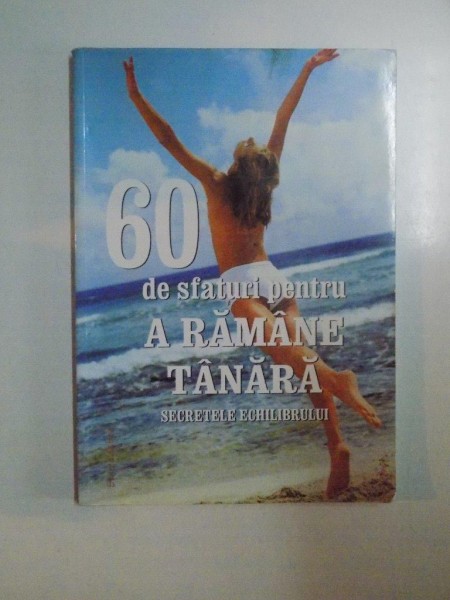 60
de sfaturi pentru
A RĂMÂNE
TÂNĂRĂ
SECRETELE ECHILIBRULUI